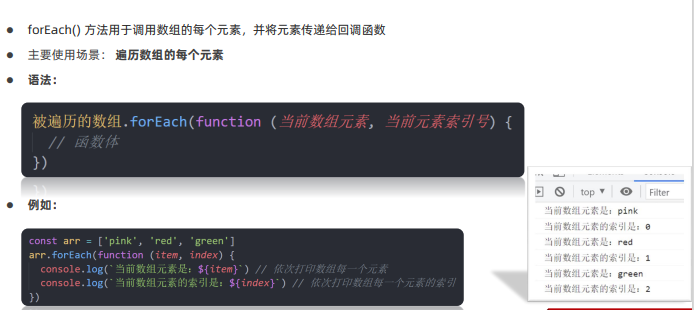 forEach() 方法用于调用数组的每个元素，并将元素传递给回调函数
主要使用场景： 遍历数组的每个元素
语法：
被遍历的数组.forEach(function (当前数组元素, 当前元素索引号) {
// 函数体
})
例如：
const arr = ['pink', 'red', 'green']
arr.forEach(function (item, index) {
console.log(`当前数组元素是：${item}`) // 依次打印数组每一个元素
console.log(`当前数组元素的索引是：${index}`) // 依次打印数组每一个元素的索引
})
top
Filter
当前数组元素是：pink
当前数组元素的索引是：0
当前数组元素是：red
当前数组元素的索引是：1
当前数组元素是：green
当前数组元素的索引是：2